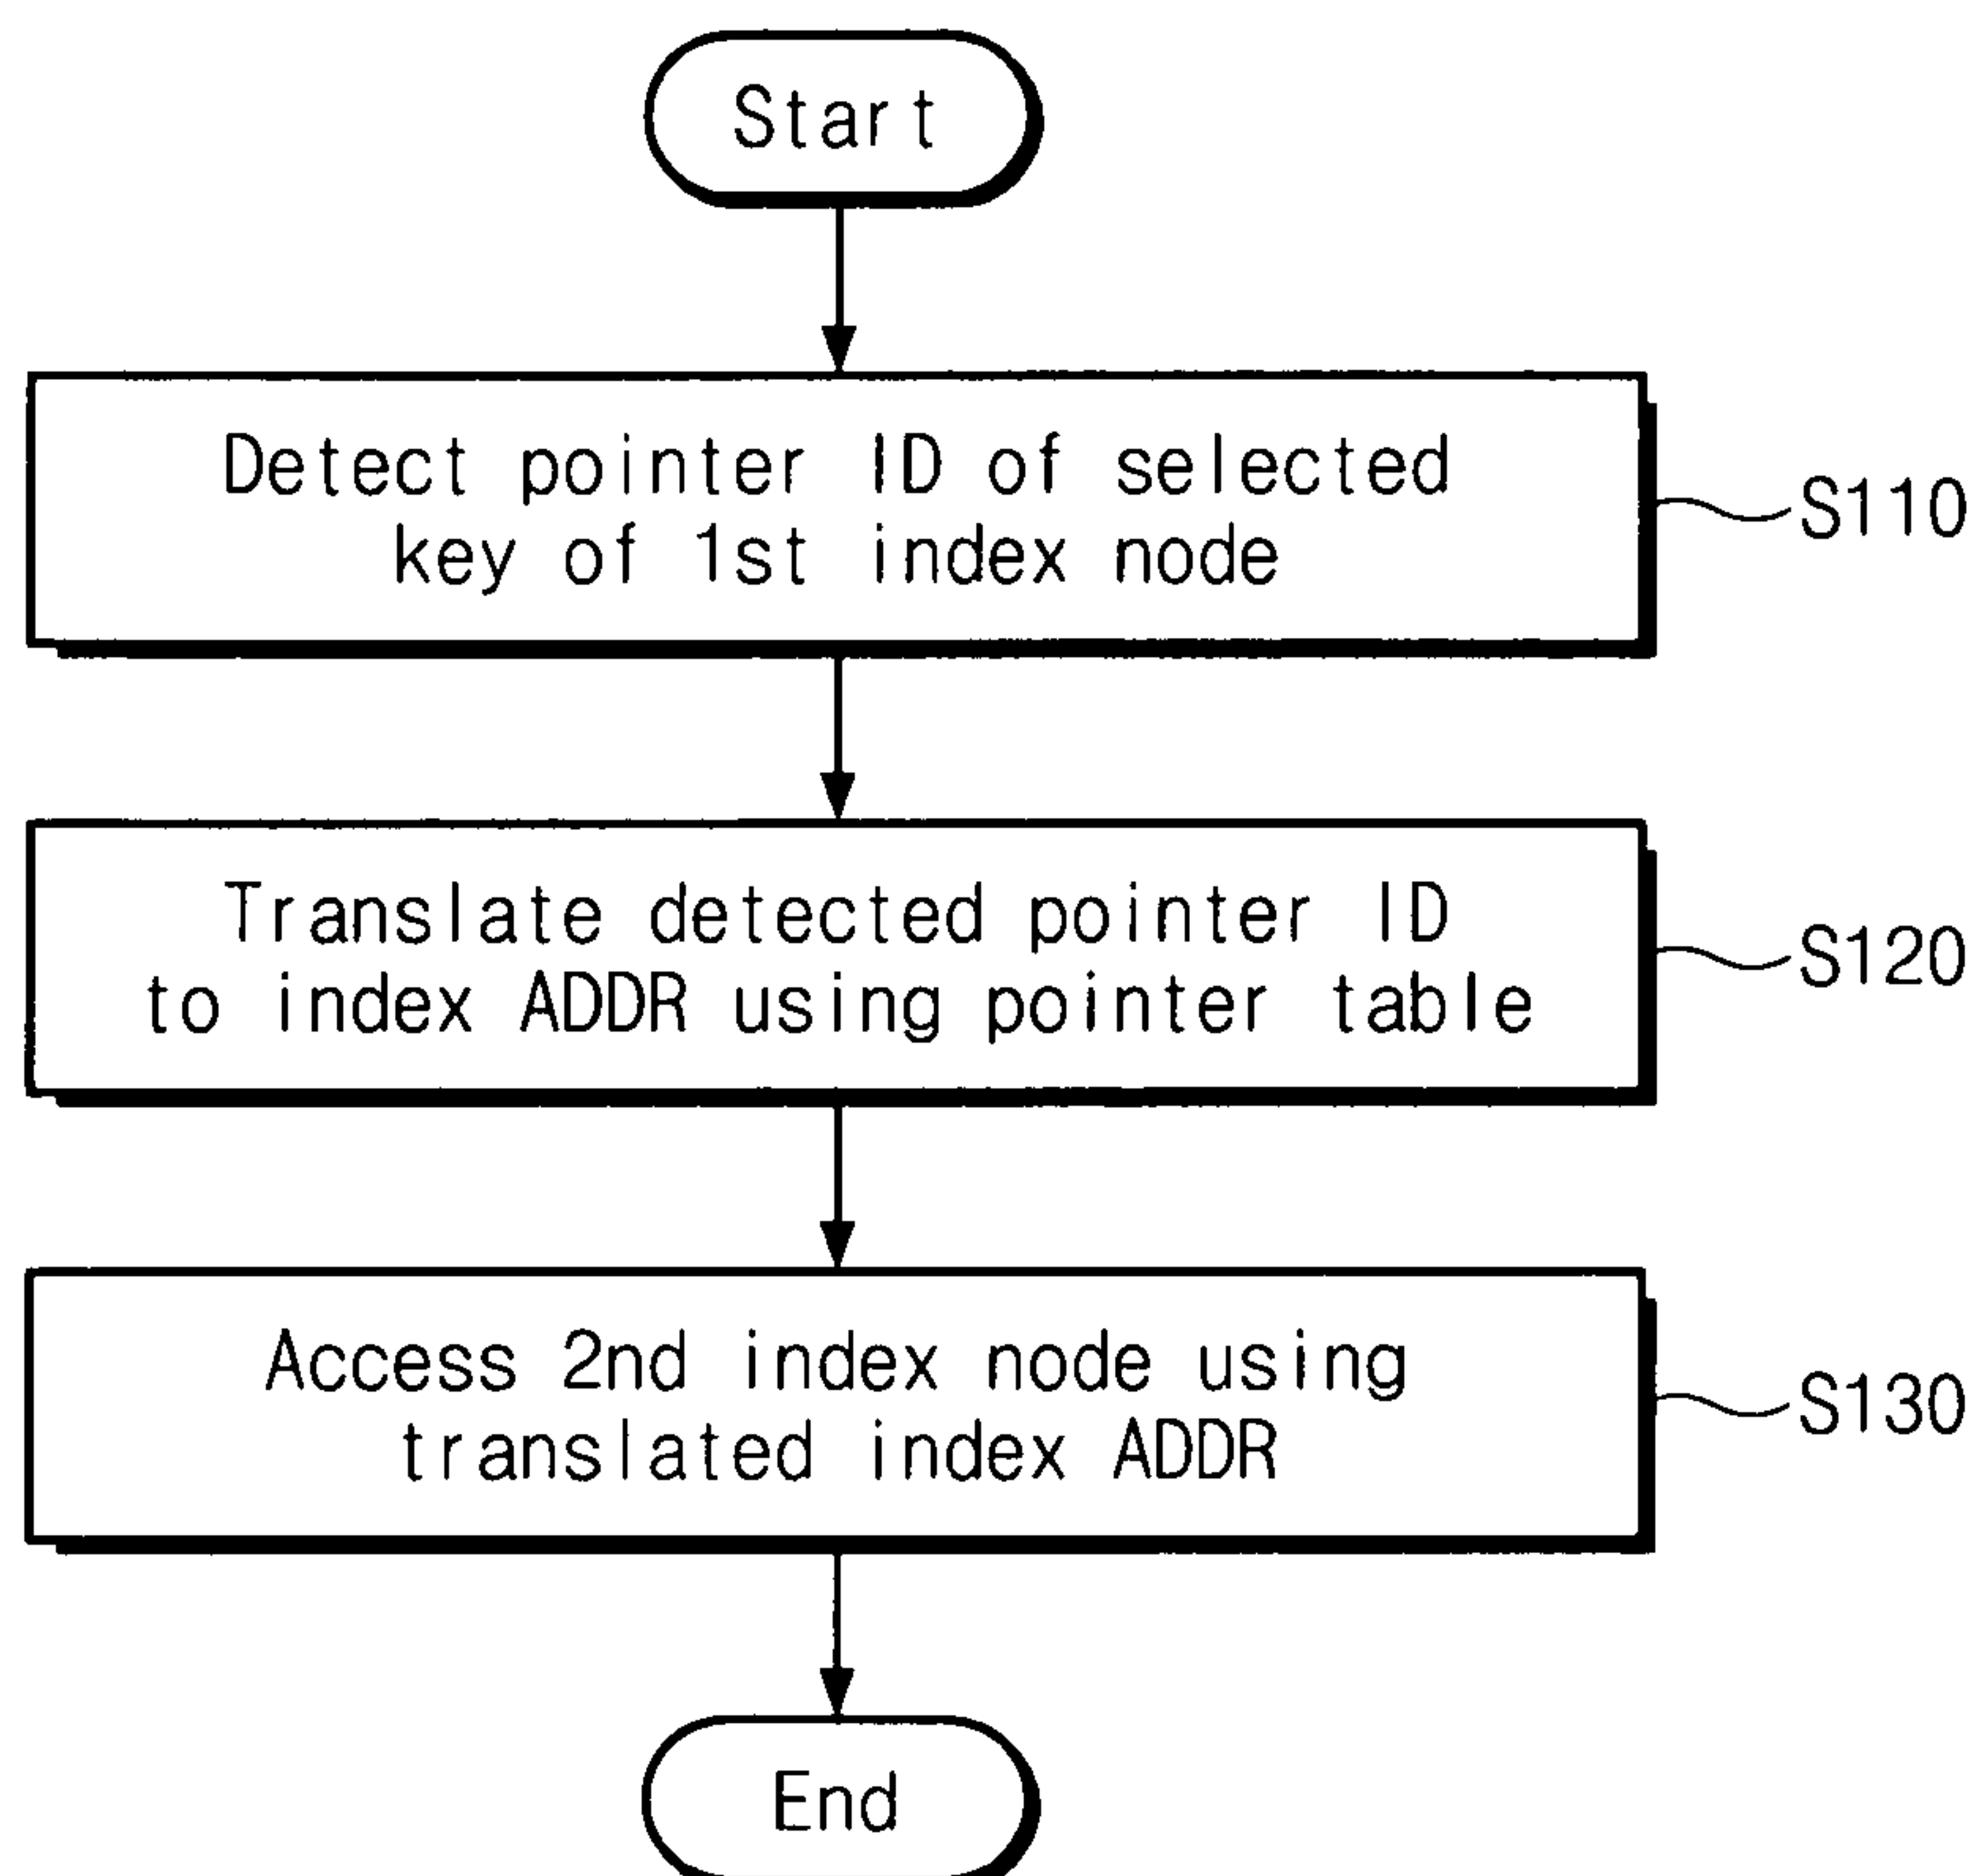 Start
Detect pointer ID of selected
key of 1st index node
S110
Translate detected pointer ID
to index ADDR using pointer table
S120
Access 2nd index node using
translated index ADDR
S130
End